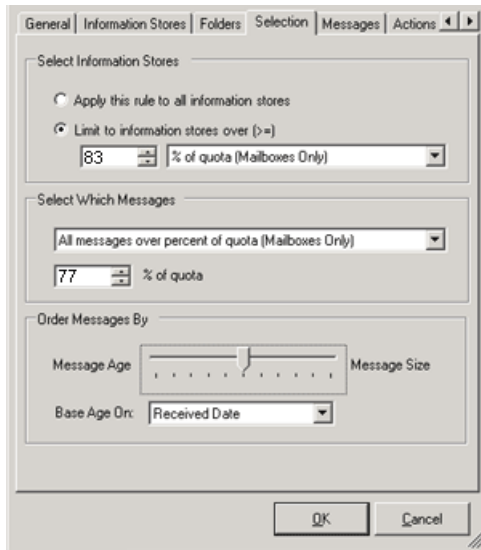 General Information Stores Folders Selection Messages Actions
Select Information Stores
Apply this rule to all information stores
Limit to information stores over (>=)
83 % of quota (Mailboxes Only)
Select Which Messages
All messages over percent of quota (Mailboxes Only)
77 % of quota
Order Messages By
Message Age Message Size
Base Age On: Received Date
OK Cancel